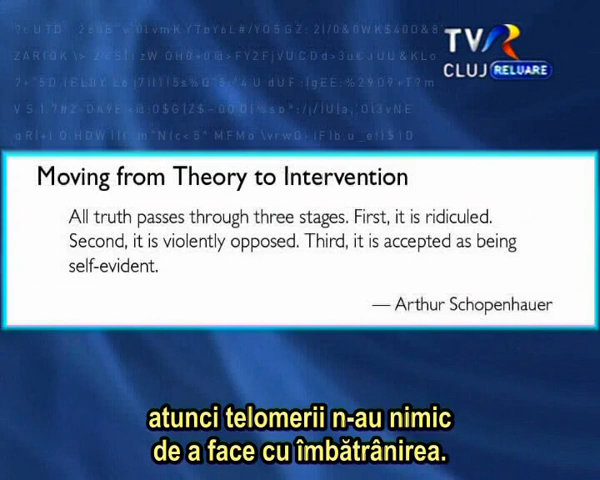 TVR
CLUJ RELUARE
Moving from Theory to Intervention
All truth passes through three stages. First, it is ridiculed.
Second, it is violently opposed. Third, it is accepted as being
self-evident.
— Arthur Schopenhauer
atunci telomerii n-au nimic
de a face cu îmbătrânirea.